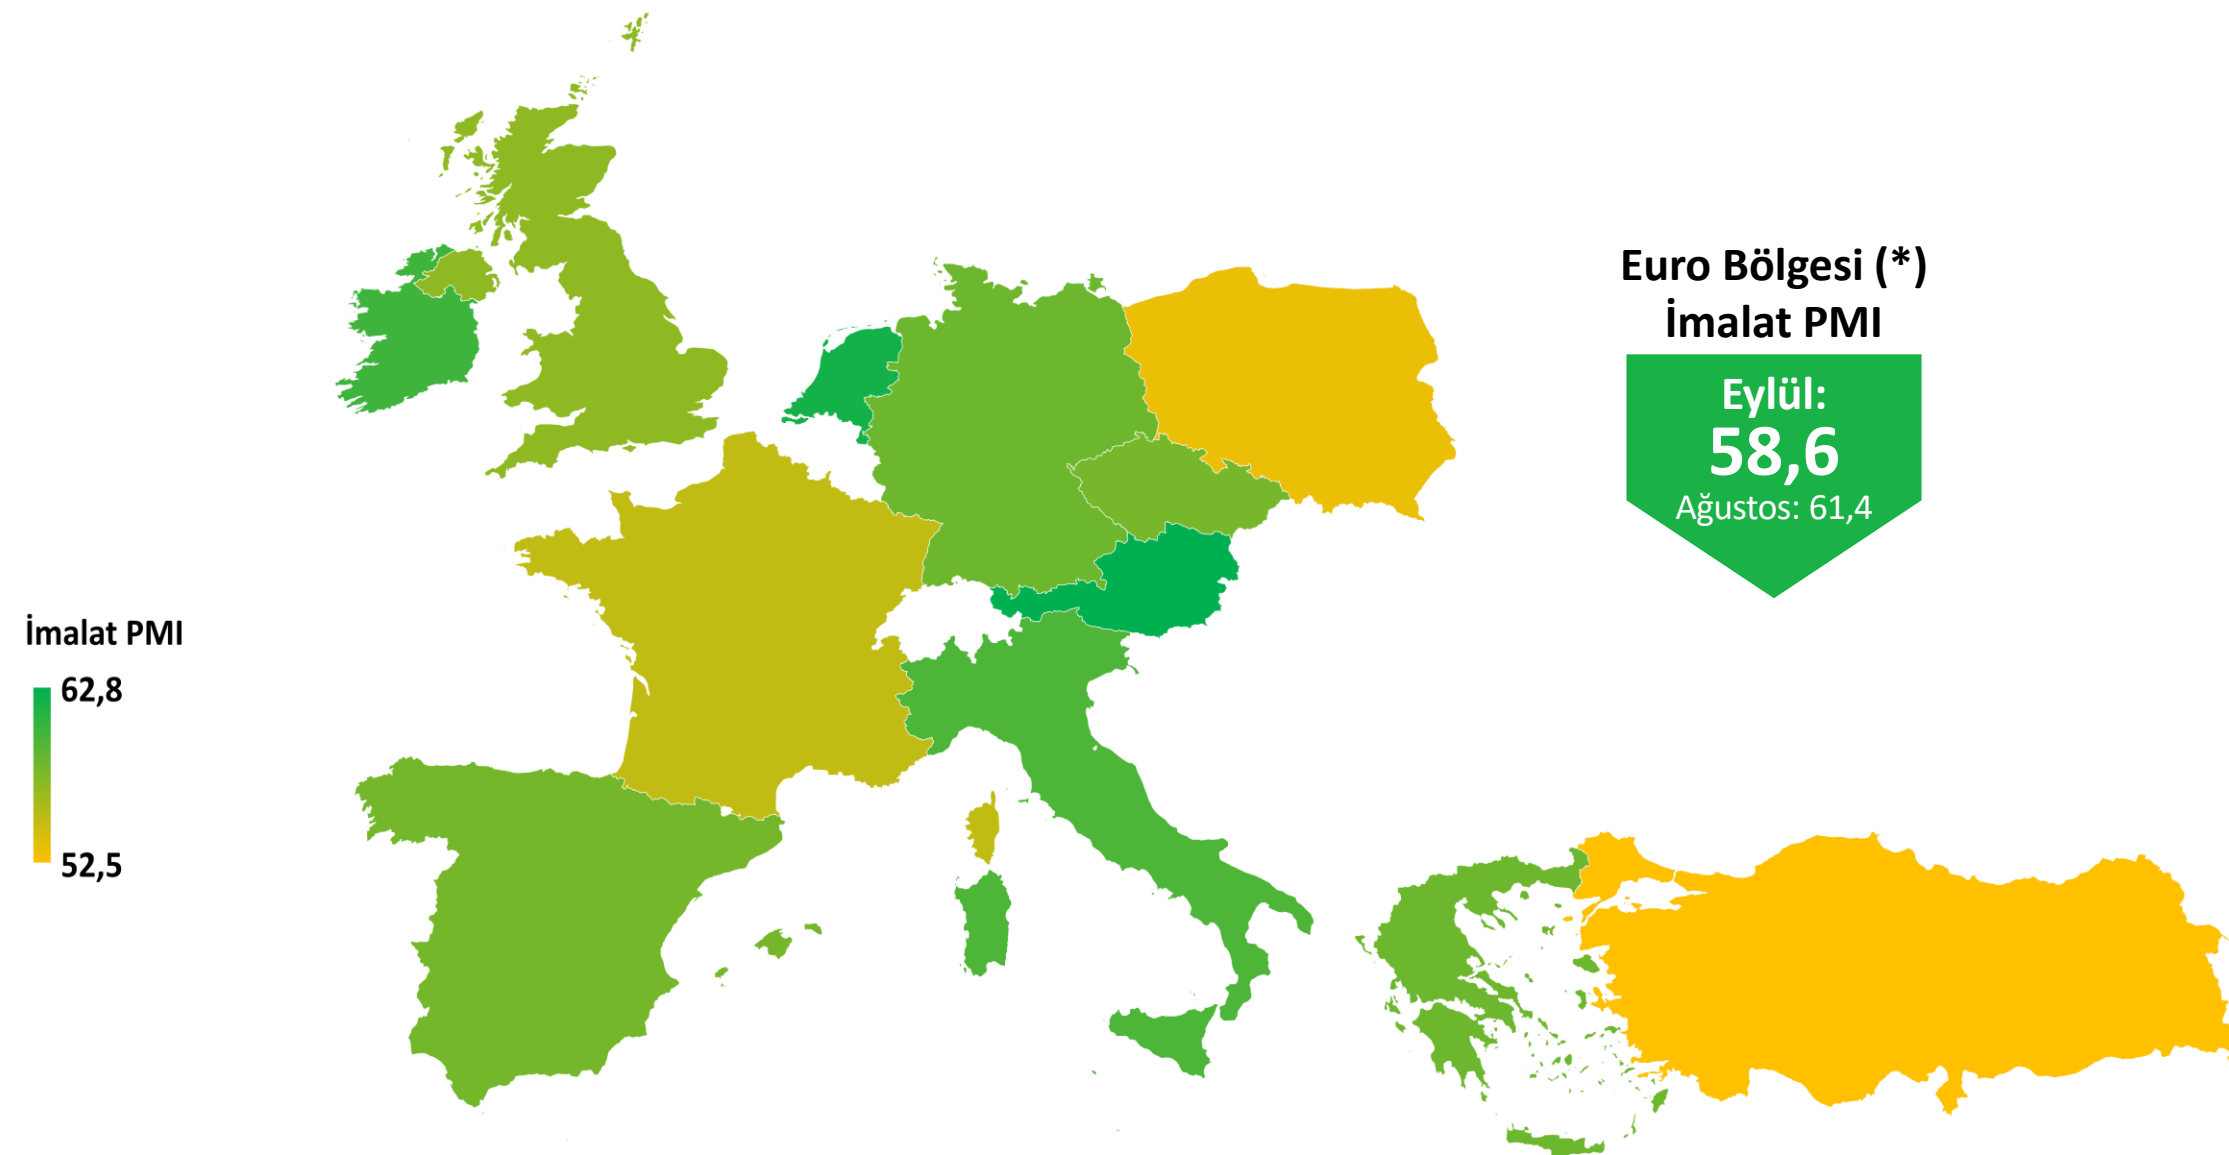 Euro Bölgesi (*)
İmalat PMI
Eylül:
58,6
Ağustos: 61,4
İmalat PMI
62,8
52,5